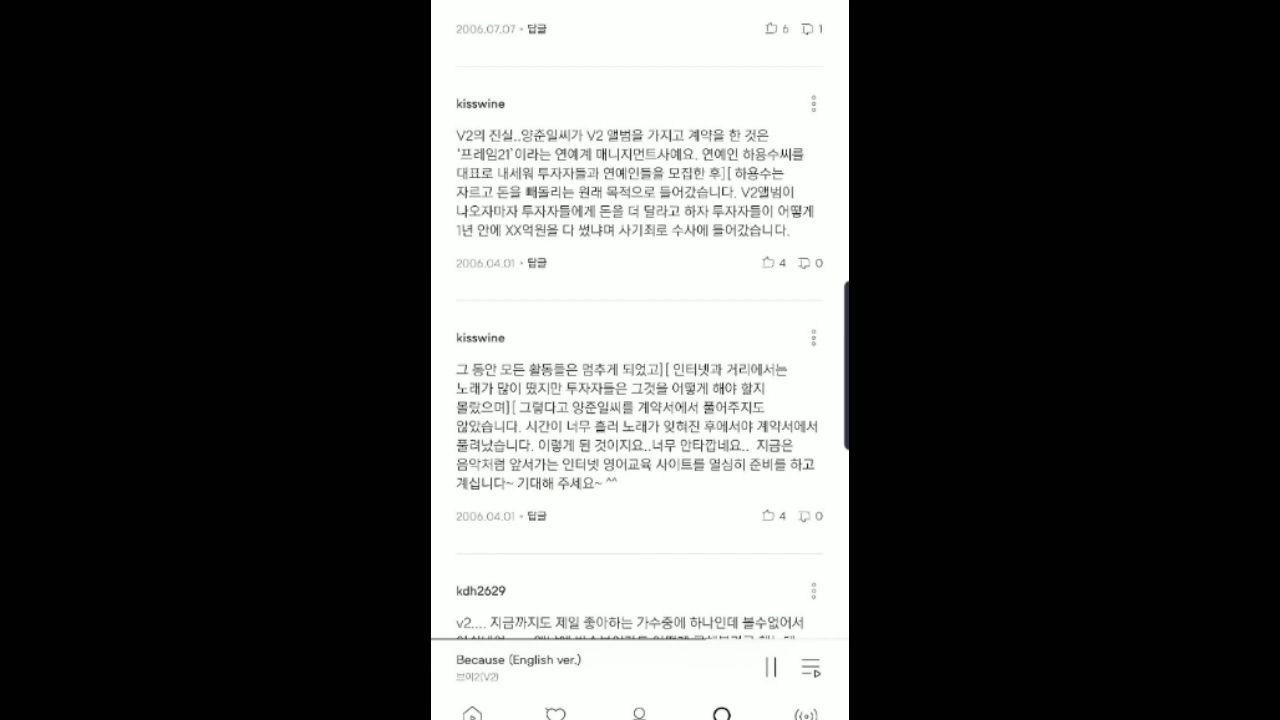 2006.07.07 • 답글 6 1
kisswine
V2의 진실..양준일씨가 V2 앨범을 가지고 계약을 한 것은
'프레임21'이라는 연예계 매니지먼트사예요. 연예인 하용수씨를
대표로 내세워 투자자들과 연예인들을 모집한 후][ 하용수는
자르고 돈을 빼돌리는 원래 목적으로 들어갔습니다. V2앨범이
나오자마자 투자자들에게 돈을 더 달라고 하자 투자자들이 어떻게
1년 안에 XX억원을 다 썼냐며 사기죄로 수사에 들어갔습니다.
2006.04.01 • 답글 4 0
kisswine
그 동안 모든 활동들은 멈추게 되었고][ 인터넷과 거리에서는
노래가 많이 떴지만 투자자들은 그것을 어떻게 해야 할지
몰랐으며][ 그렇다고 양준일씨를 계약서에서 풀어주지도
않았습니다. 시간이 너무 흘러 노래가 잊혀진 후에서야 계약서에서
풀려났습니다. 이렇게 된 것이지요..너무 안타깝네요.. 지금은
음악처럼 앞서가는 인터넷 영어교육 사이트를 열심히 준비를 하고
계십니다~ 기대해 주세요~ ^^
2006.04.01 • 답글 4 0
kdh2629
v2.... 지금까지도 제일 좋아하는 가수중에 하나인데 볼수없어서
Because (English ver.)
브이2(V2)